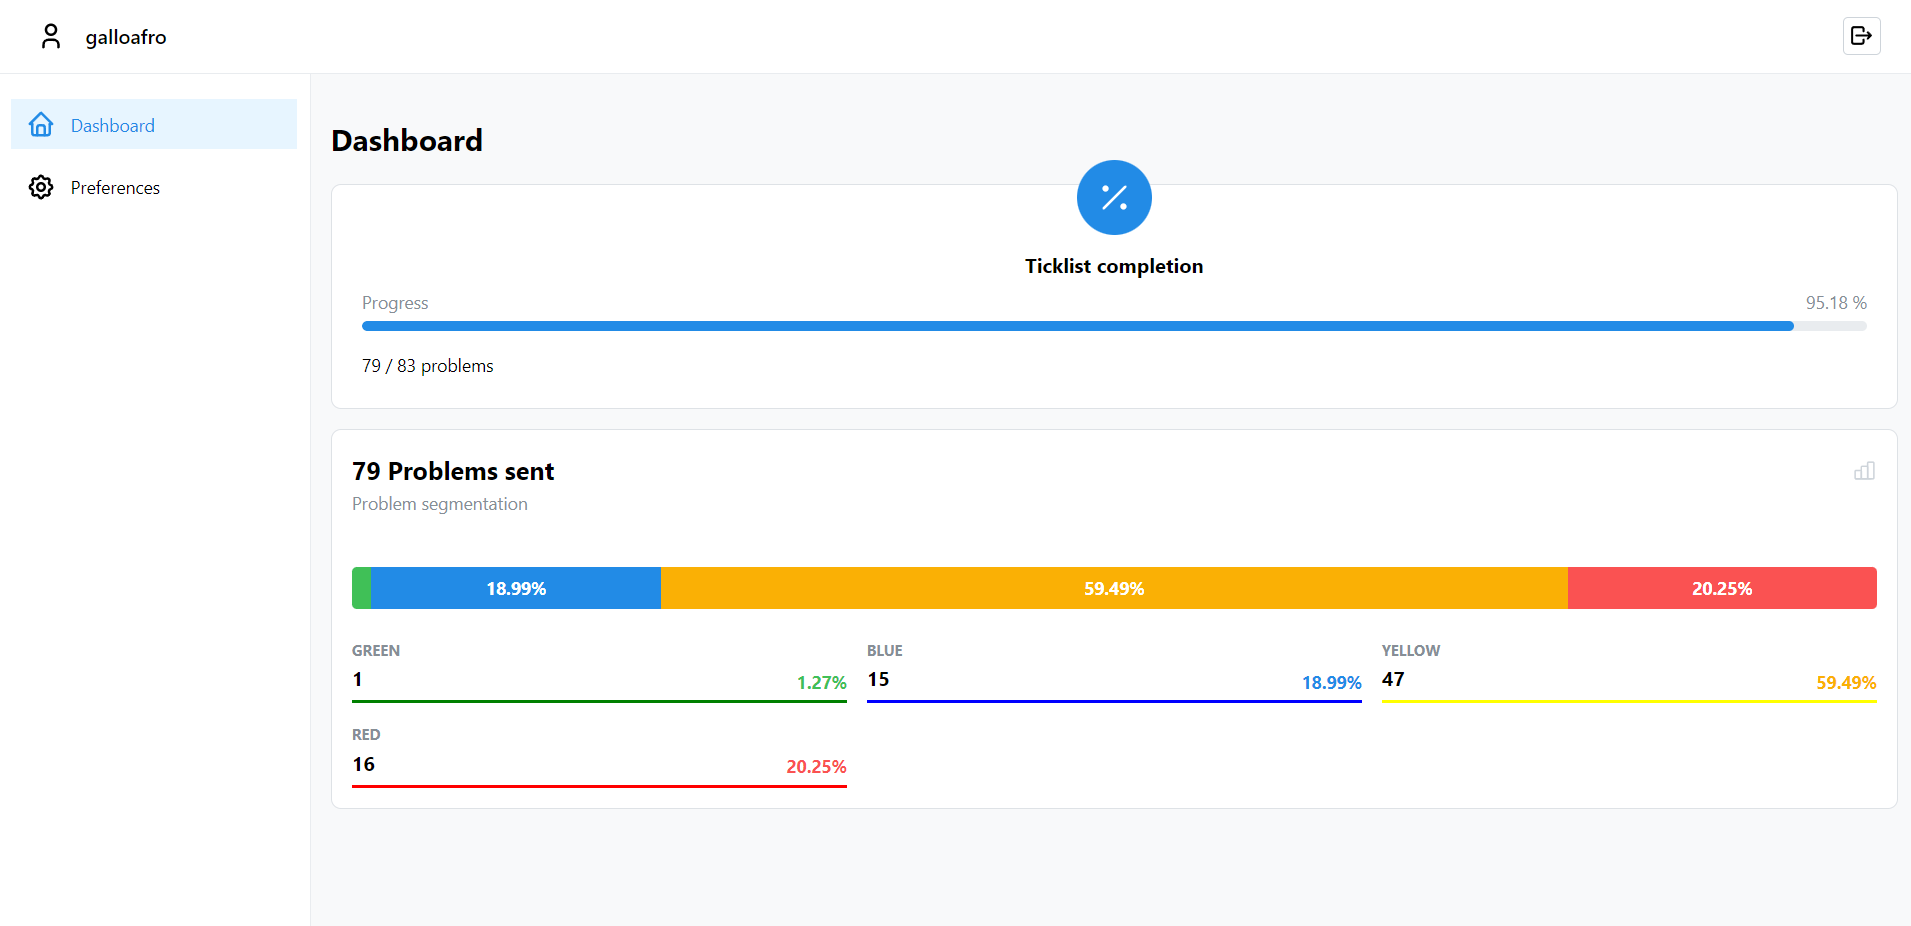 galloafro
Dashboard
Preferences
Dashboard
Ticklist completion
Progress 95.18 %
79 / 83 problems
79 Problems sent
Problem segmentation
18.99% 59.49% 20.25%
GREEN BLUE YELLOW
1 1.27% 15 18.99% 47 59.49%
RED
16 20.25%